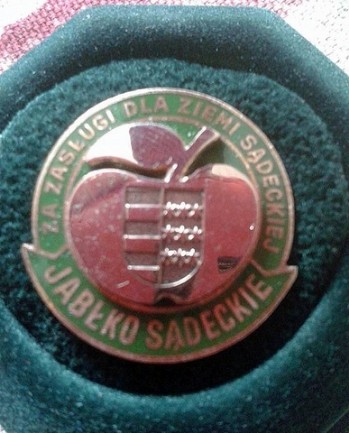 ZA ZASŁUGI DLA ZIEMI SĄDECKIEJ
JABŁKO SĄDECKIE